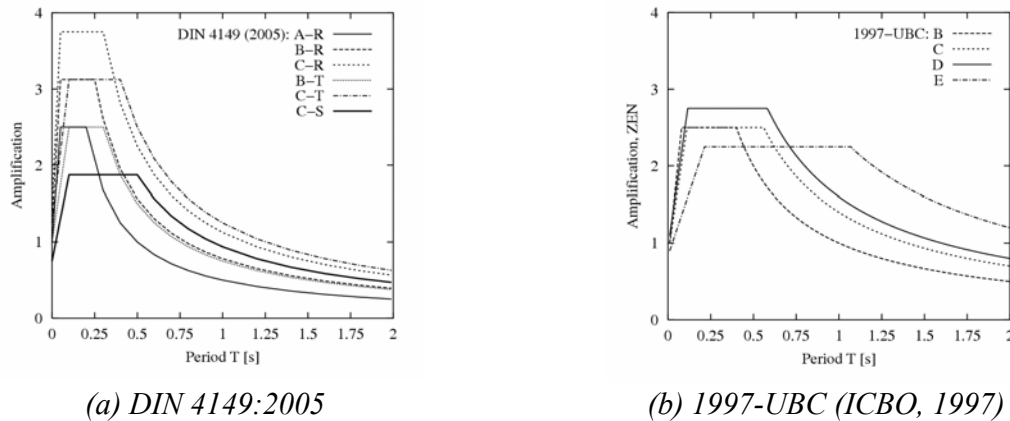 4
3
2
1
0
Amplification
DIN 4149 (2005): A−R
B−R
C−R
B−T
C−T
C−S
0 0.25 0.5 0.75 1 1.25 1.5 1.75 2
Period T [s]
(a) DIN 4149:2005
4
3
2
1
0
Amplification, ZEN
1997−UBC: B
C
D
E
0 0.25 0.5 0.75 1 1.25 1.5 1.75 2
Period T [s]
(b) 1997-UBC (ICBO, 1997)